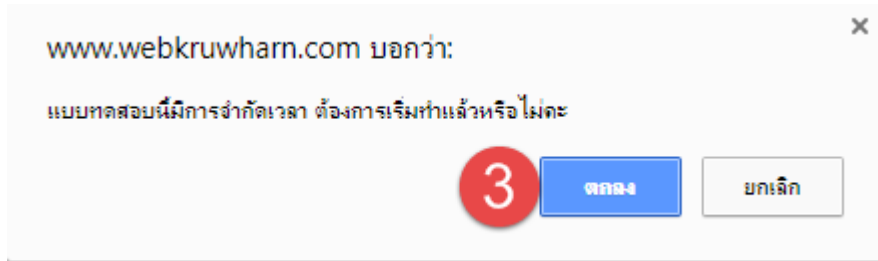 www.webkruwharn.com บอกว่า:
แบบทดสอบนี้มีการจำกัดเวลา ต้องการเริ่มทำแล้วหรือไม่คะ
3 ตกลง ยกเลิก